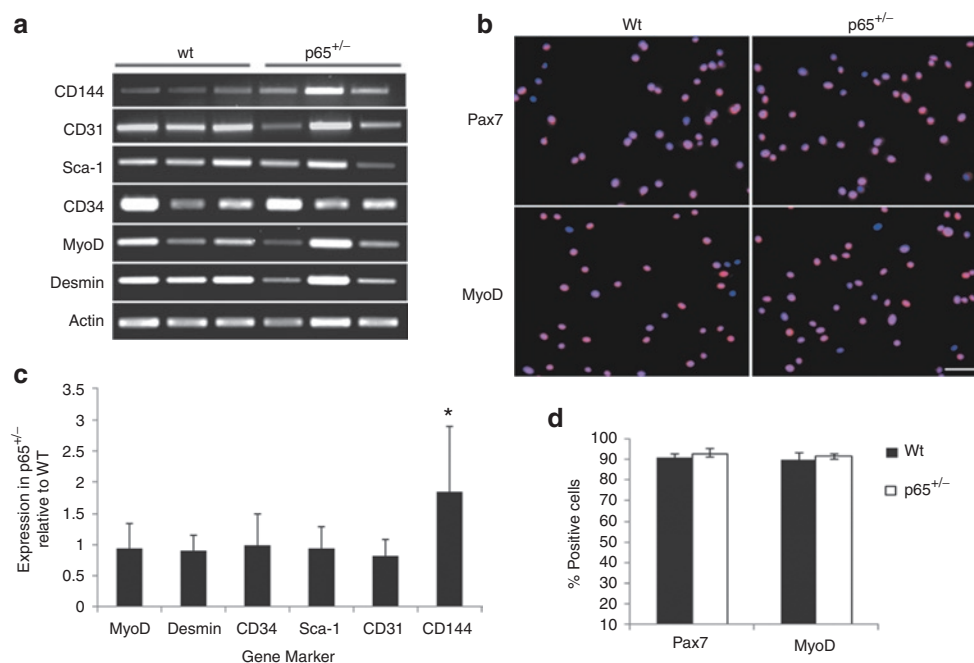 a
wt p65+/–
CD144
CD31
Sca-1
CD34
MyoD
Desmin
Actin
b
Wt p65+/–
Pax7
MyoD
c
Expression in p65+/–
relative to WT
3.5
3
2.5
2
1.5
1
0.5
0
*
MyoD Desmin CD34 Sca-1 CD31 CD144
Gene Marker
d
% Positive cells
100
90
80
70
60
50
40
30
20
10
Pax7 MyoD
Wt
p65+/–